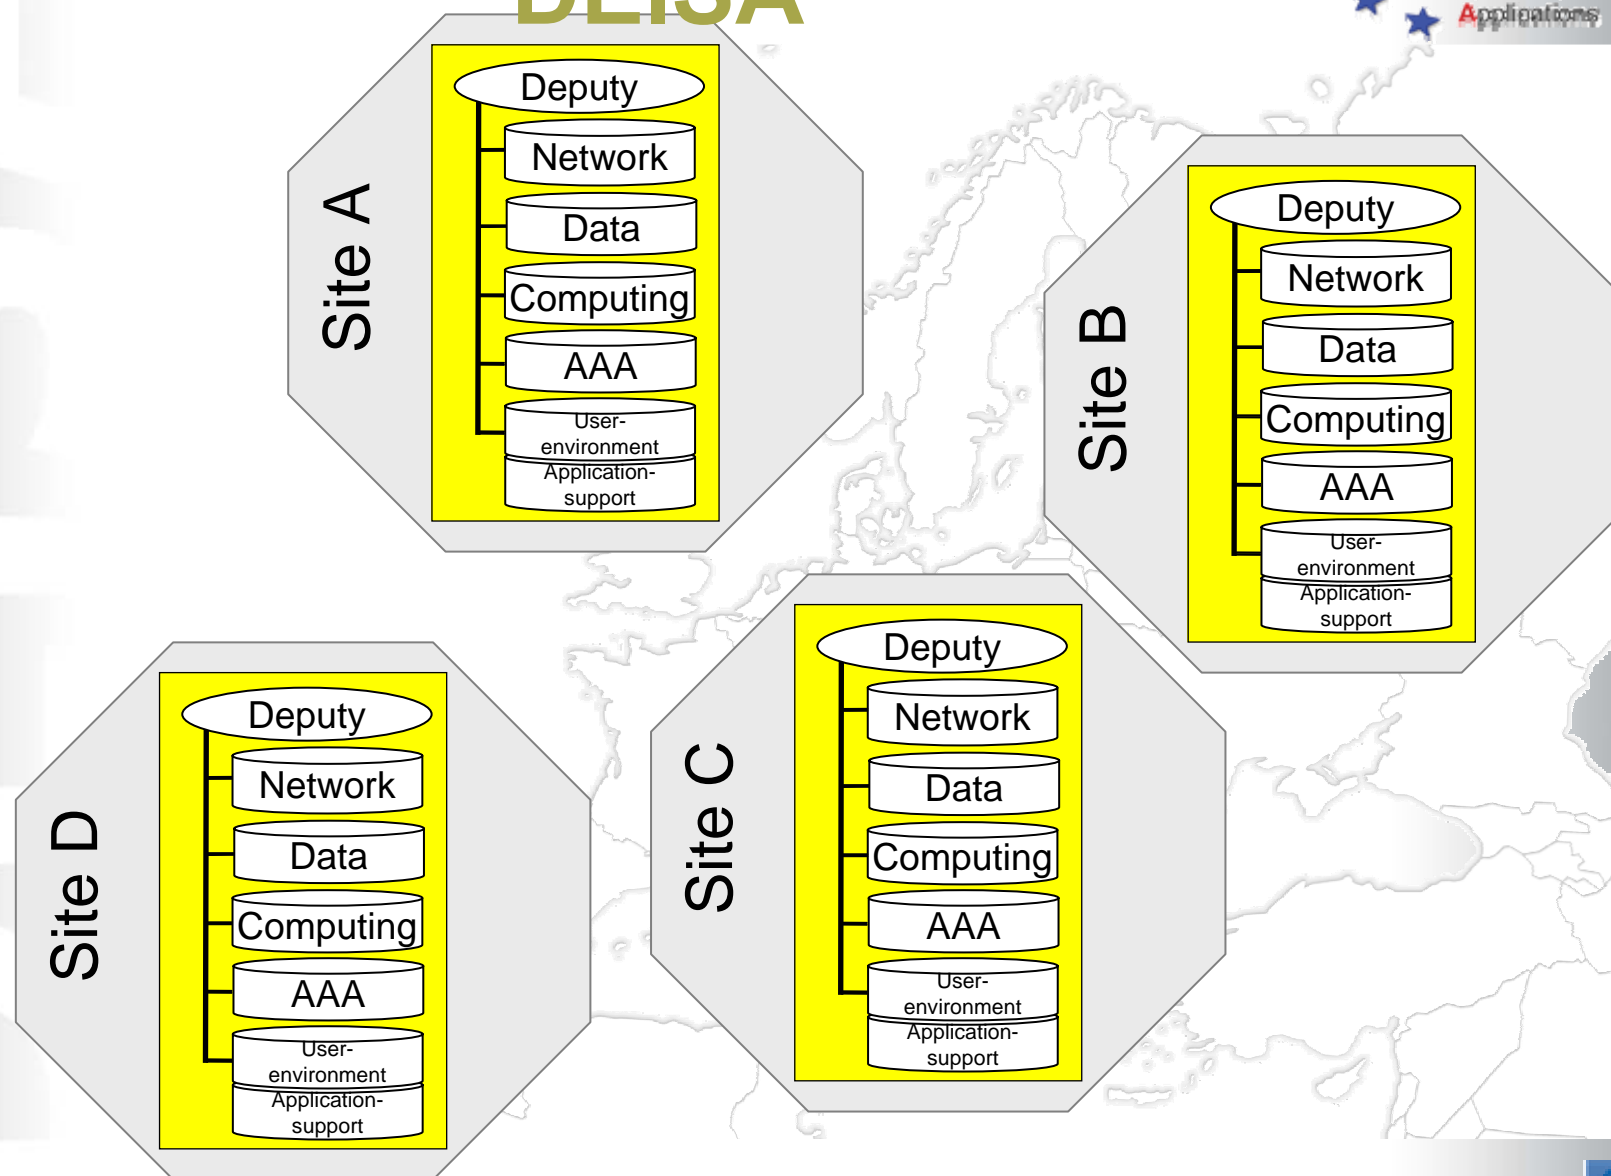 DEISA
Applications
Site A
Deputy
Network
Data
Computing
AAA
User-
environment
Application-
support
Site B
Deputy
Network
Data
Computing
AAA
User-
environment
Application-
support
Site C
Deputy
Network
Data
Computing
AAA
User-
environment
Application-
support
Site D
Deputy
Network
Data
Computing
AAA
User-
environment
Application-
support